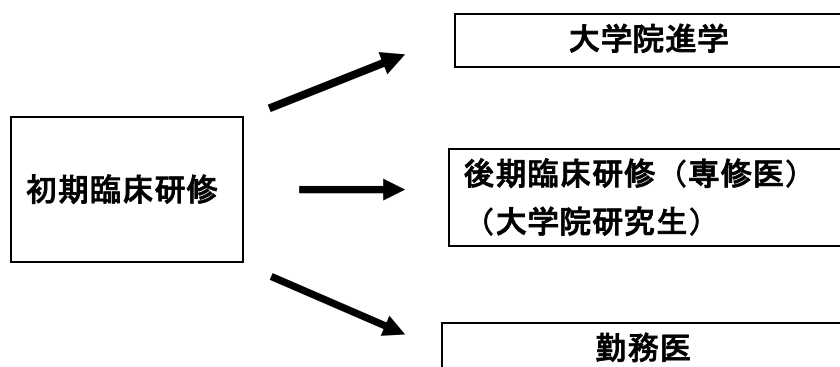 大学院進学
初期臨床研修
後期臨床研修（専修医）
（大学院研究生）
勤務医